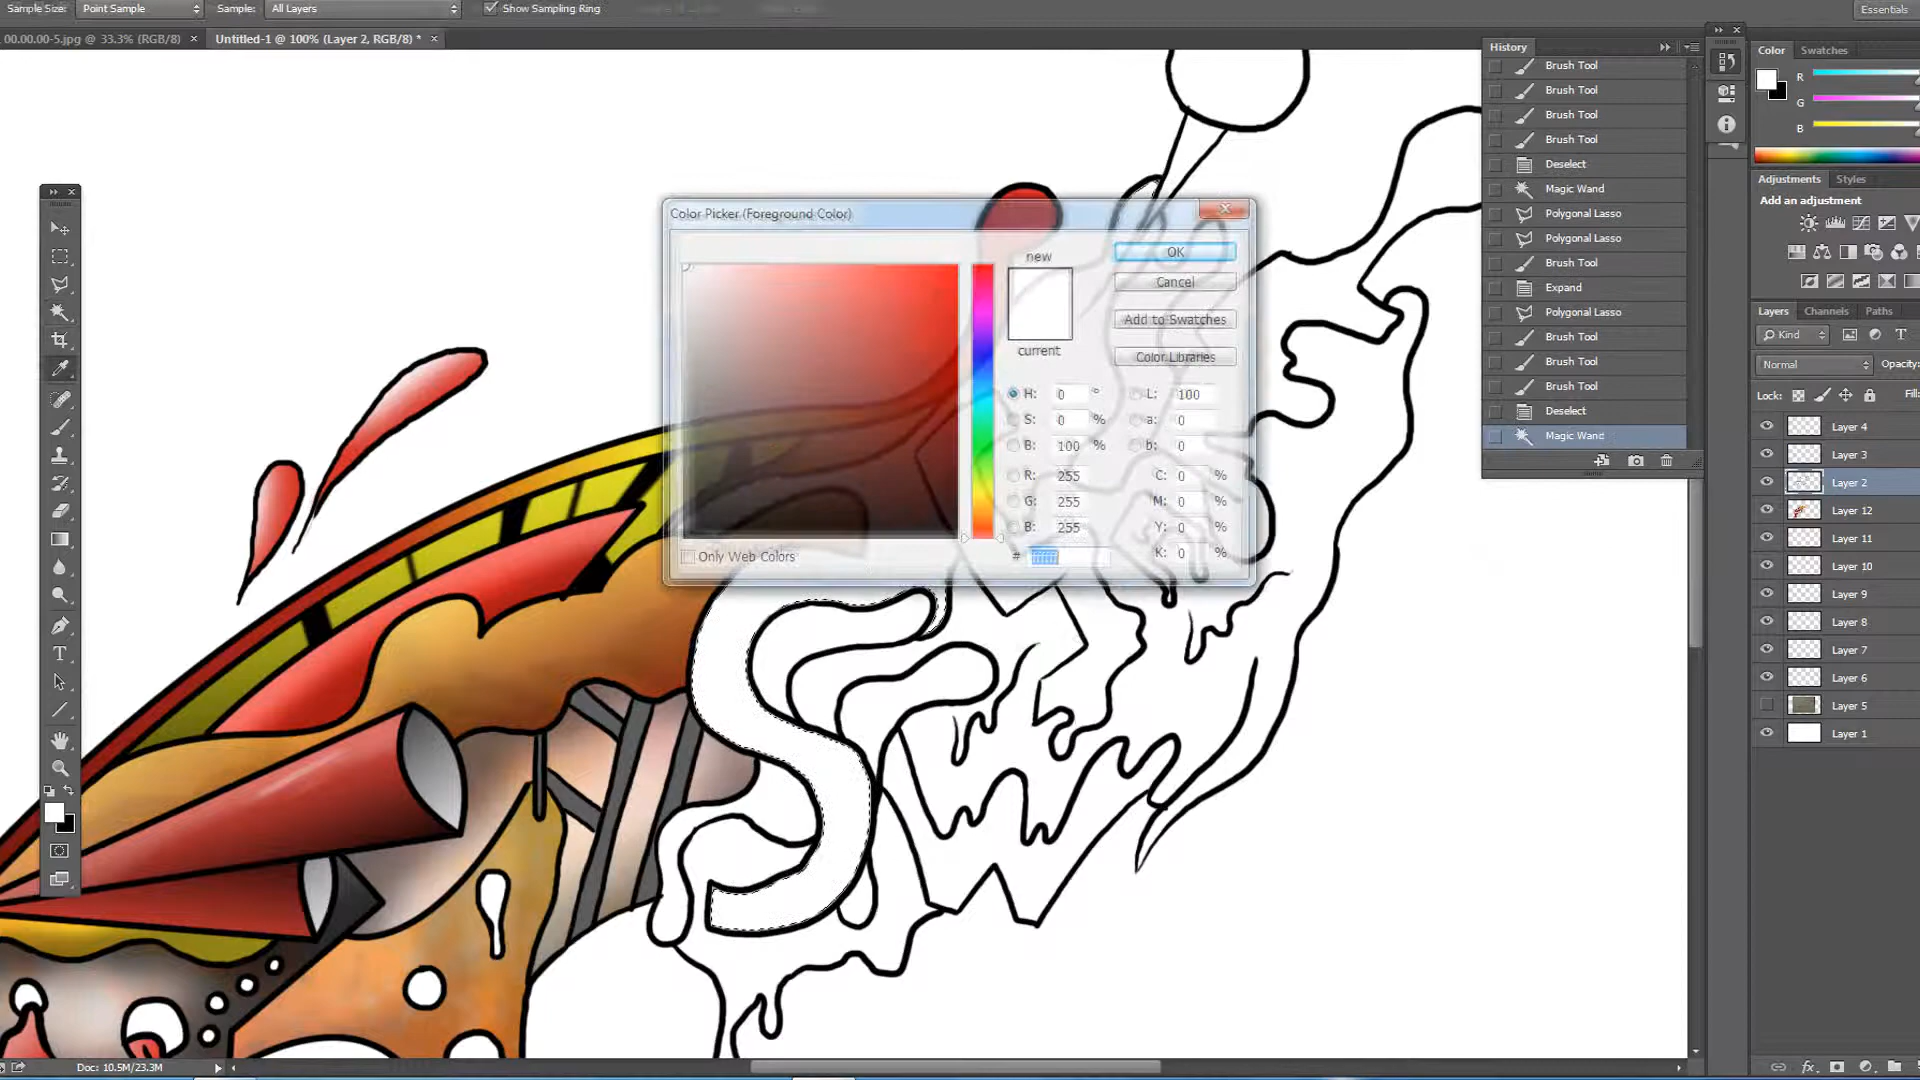 Sample Size: Point Sample Sample: All Layers Show Sampling Ring Essentials
00.00.00-5.jpg @ 33.3% (RGB/8) × Untitled-1 @ 100% (Layer 2, RGB/8) * ×
History
Brush Tool
Brush Tool
Brush Tool
Brush Tool
Deselect
Magic Wand
Polygonal Lasso
Polygonal Lasso
Brush Tool
Expand
Polygonal Lasso
Brush Tool
Brush Tool
Brush Tool
Deselect
Magic Wand
Color Swatches
R
G
B
Adjustments Styles
Add an adjustment
Layers Channels Paths
Kind
Normal Opacity:
Lock:
Layer 4
Layer 3
Layer 2
Layer 12
Layer 11
Layer 10
Layer 9
Layer 8
Layer 7
Layer 6
Layer 5
Layer 1
fx
Color Picker (Foreground Color)
new
current
OK
Cancel
Add to Swatches
Color Libraries
H: 0 ° L: 100
S: 0 % a: 0
B: 100 % b: 0
R: 255 C: 0 %
G: 255 M: 0 %
B: 255 Y: 0 %
# ffffff K: 0 %
Only Web Colors
T
Doc: 10.5M/23.3M